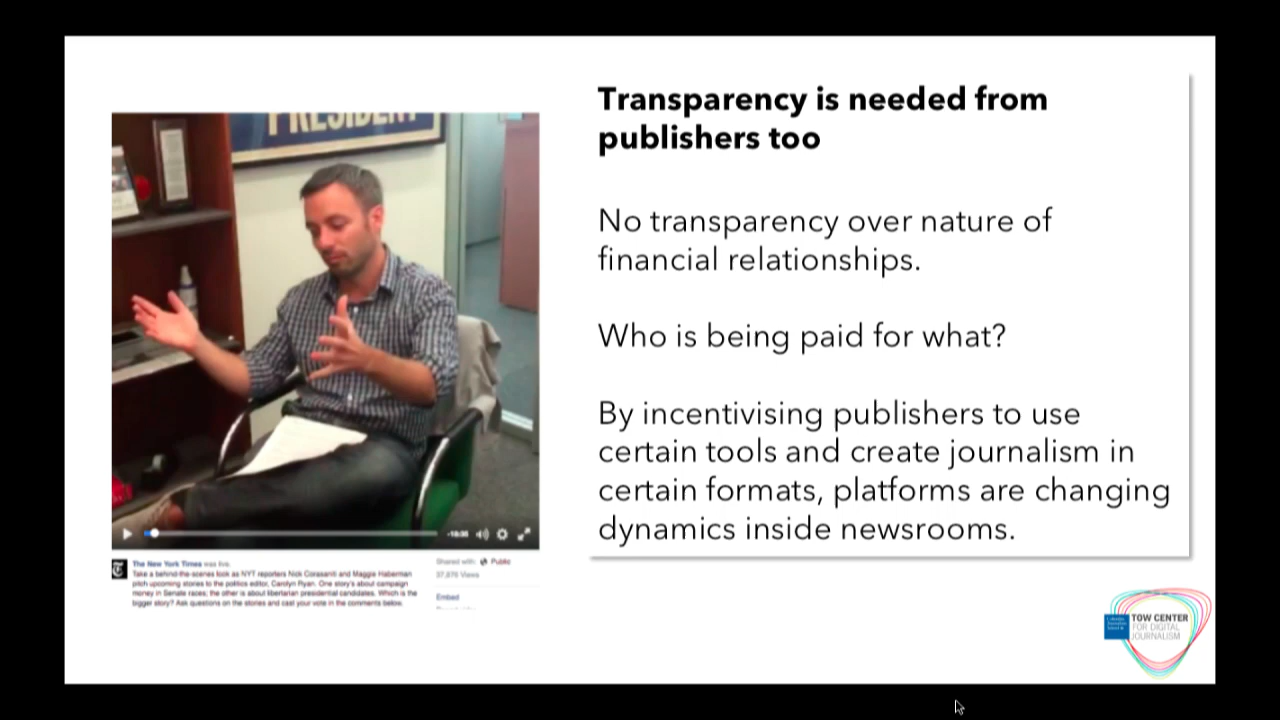 PRESIDENT
Transparency is needed from
publishers too
No transparency over nature of
financial relationships.
Who is being paid for what?
By incentivising publishers to use
certain tools and create journalism in
certain formats, platforms are changing
dynamics inside newsrooms.
The New York Times was live.
Take a behind-the-scenes look as NYT reporters Nick Corasaniti and Maggie Haberman
pitch upcoming stories to the politics editor, Carolyn Ryan. One story's about campaign
money in Senate races; the other is about libertarian presidential candidates. Which is the
bigger story? Ask questions on the stories and cast your vote in the comments below.
Shared with: Public
Views
Embed
TOW CENTER
FOR DIGITAL
JOURNALISM